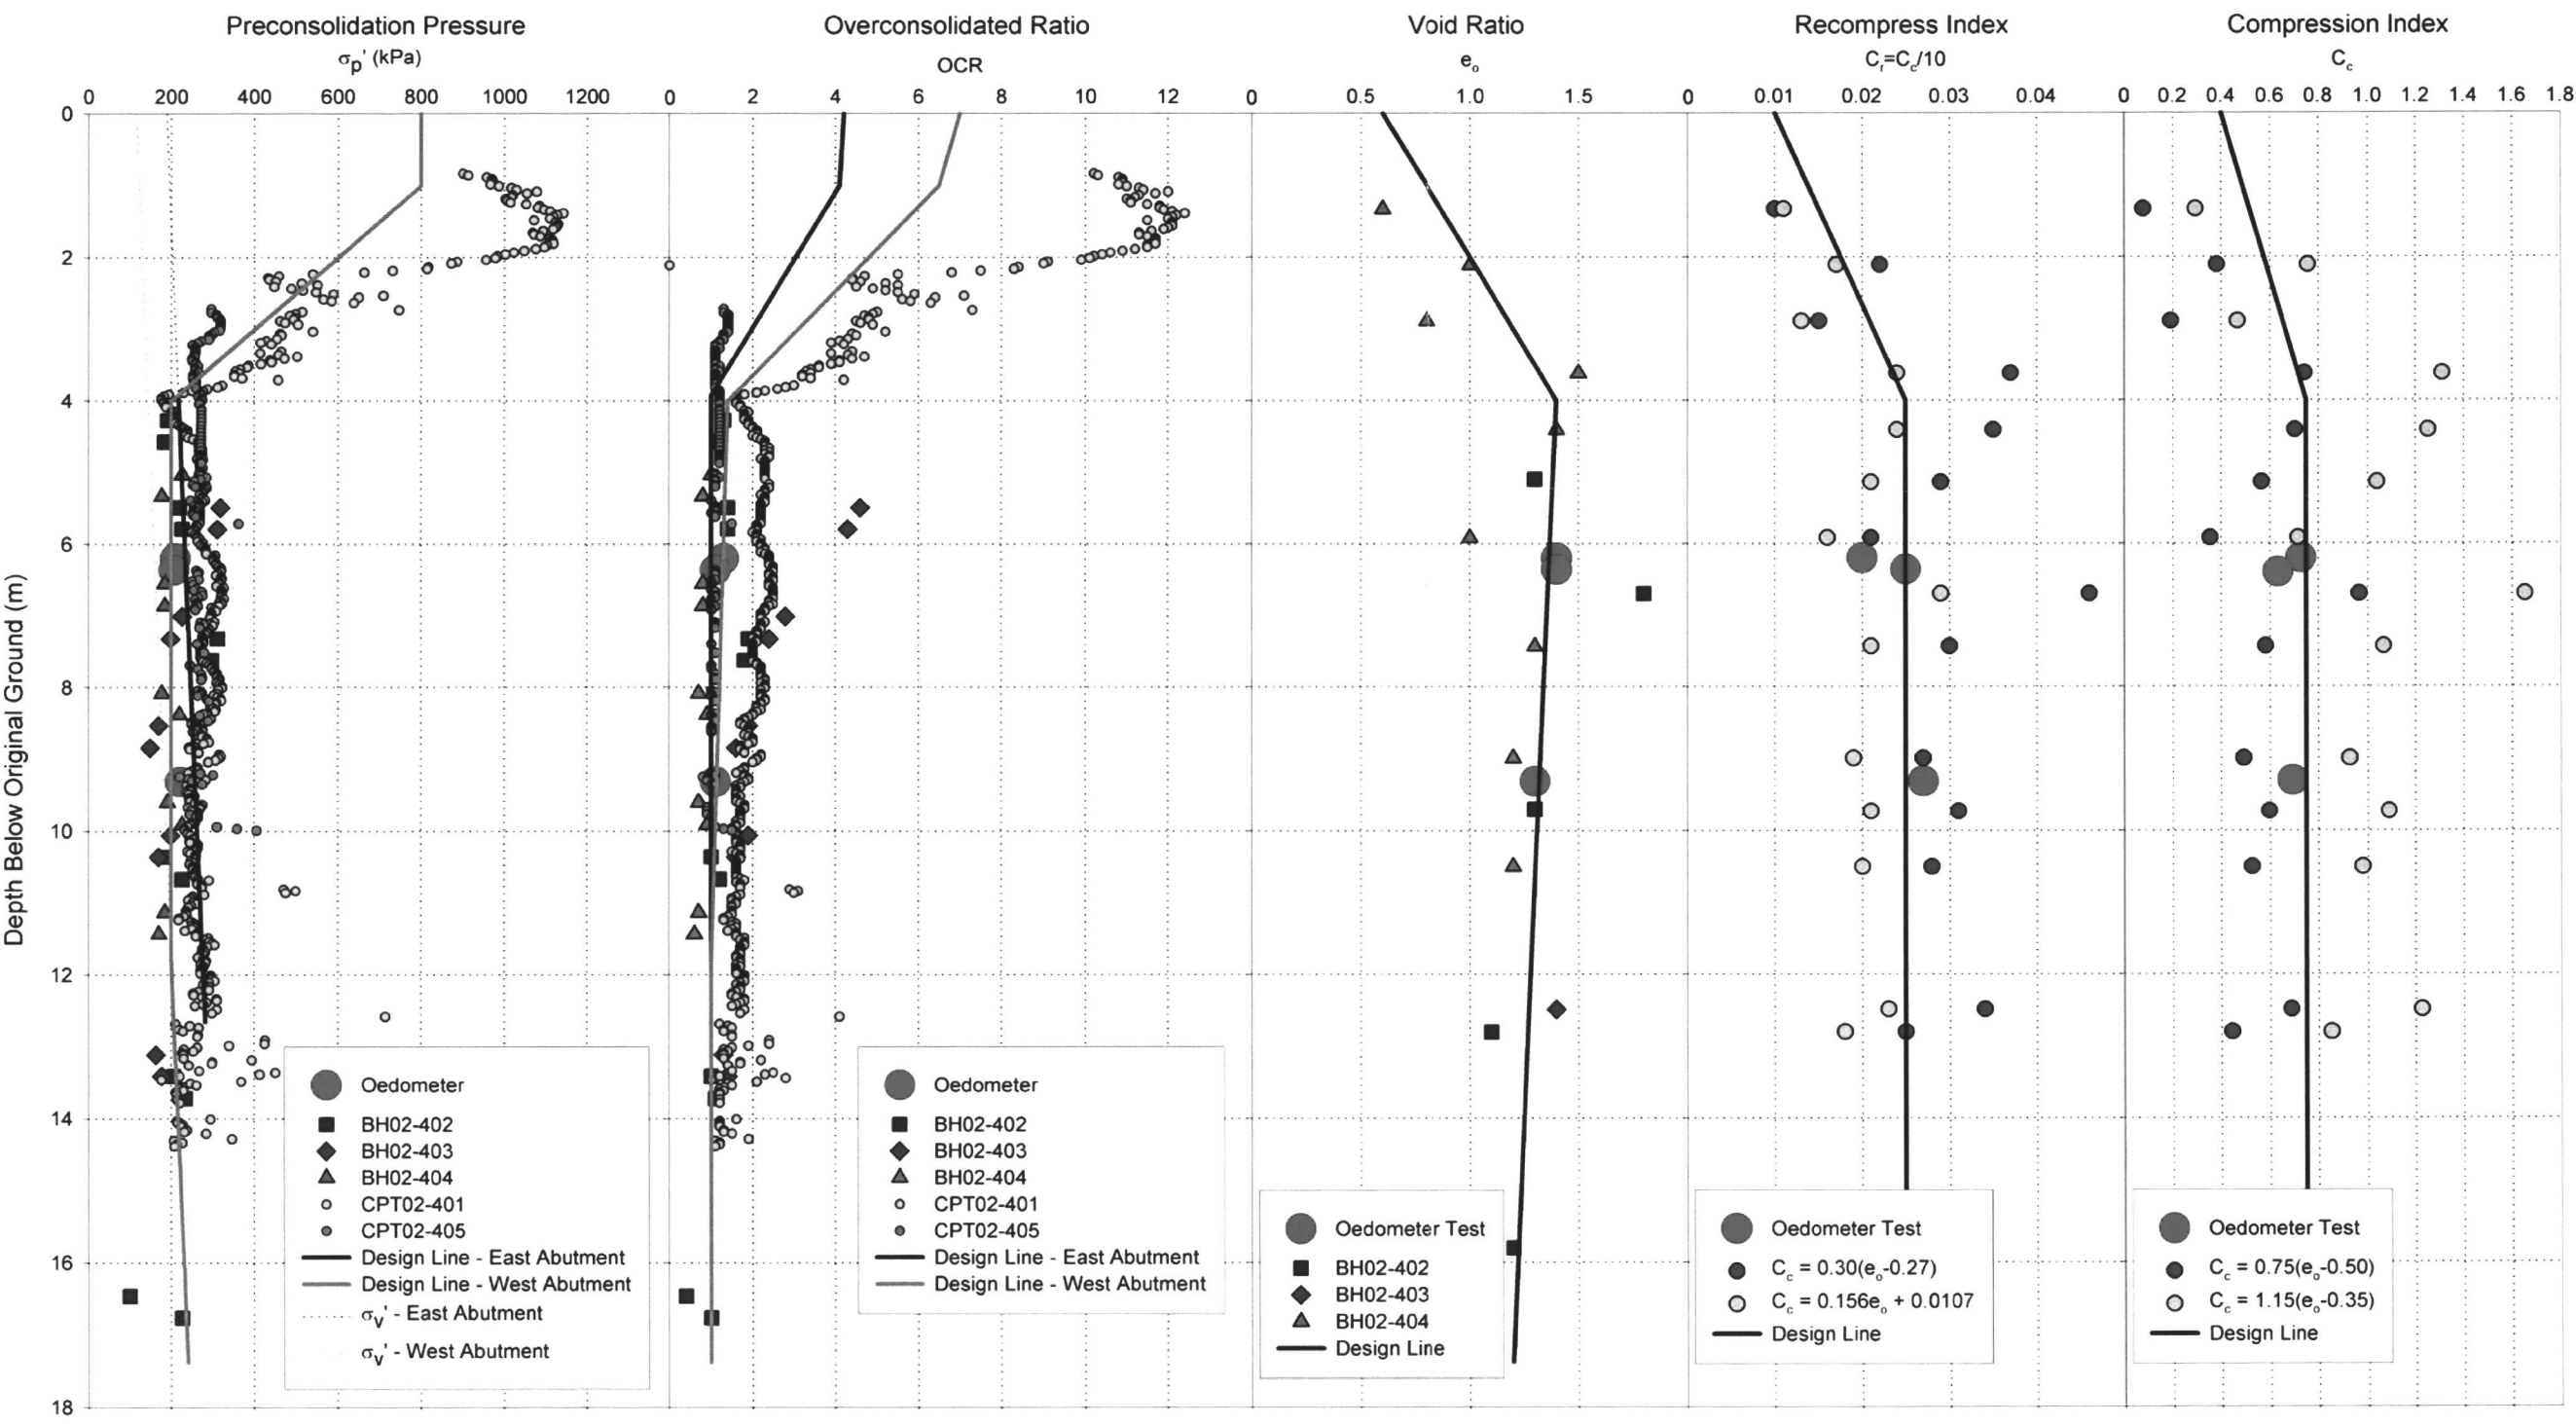 Preconsolidation Pressure
σp' (kPa)
0 200 400 600 800 1000 1200
Overconsolidated Ratio
OCR
0 2 4 6 8 10 12
Void Ratio
eo
0 0.5 1.0 1.5
Recompress Index
Cr=Cc/10
0 0.01 0.02 0.03 0.04
Compression Index
Cc
0 0.2 0.4 0.6 0.8 1.0 1.2 1.4 1.6 1.8
Depth Below Original Ground (m)
0
2
4
6
8
10
12
14
16
18
Oedometer
BH02-402
BH02-403
BH02-404
CPT02-401
CPT02-405
Design Line - East Abutment
Design Line - West Abutment
σv' - East Abutment
σv' - West Abutment
Oedometer
BH02-402
BH02-403
BH02-404
CPT02-401
CPT02-405
Design Line - East Abutment
Design Line - West Abutment
Oedometer Test
BH02-402
BH02-403
BH02-404
Design Line
Oedometer Test
Cc = 0.30(eo-0.27)
Cc = 0.156eo + 0.0107
Design Line
Oedometer Test
Cc = 0.75(eo-0.50)
Cc = 1.15(eo-0.35)
Design Line